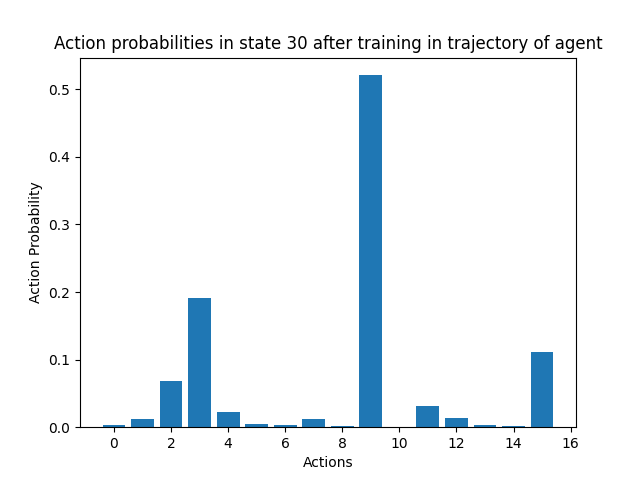 Action probabilities in state 30 after training in trajectory of agent
Action Probability
0.5
0.4
0.3
0.2
0.1
0.0
0 2 4 6 8 10 12 14 16
Actions